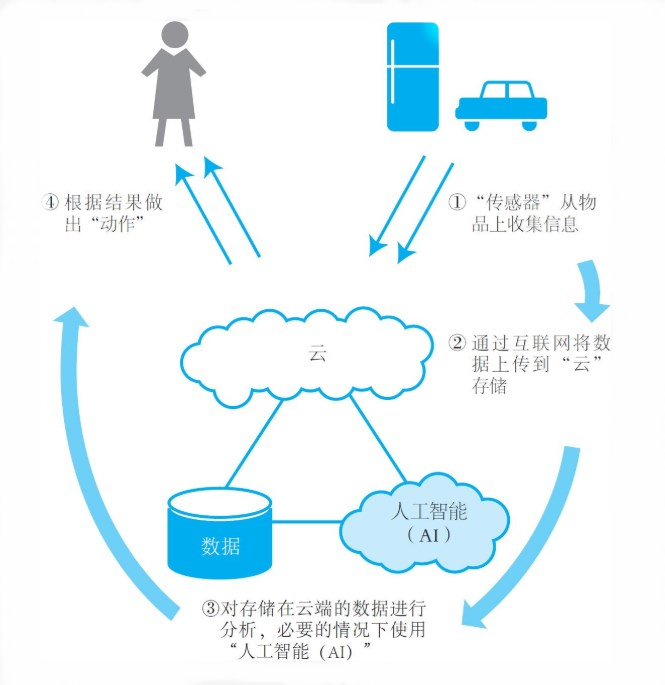 ① “传感器”从物
品上收集信息
② 通过互联网将数
据上传到“云”
存储
③对存储在云端的数据进行
分析，必要的情况下使用
“人工智能（AI）”
④ 根据结果做
出“动作”
云
数据
人工智能
（AI）